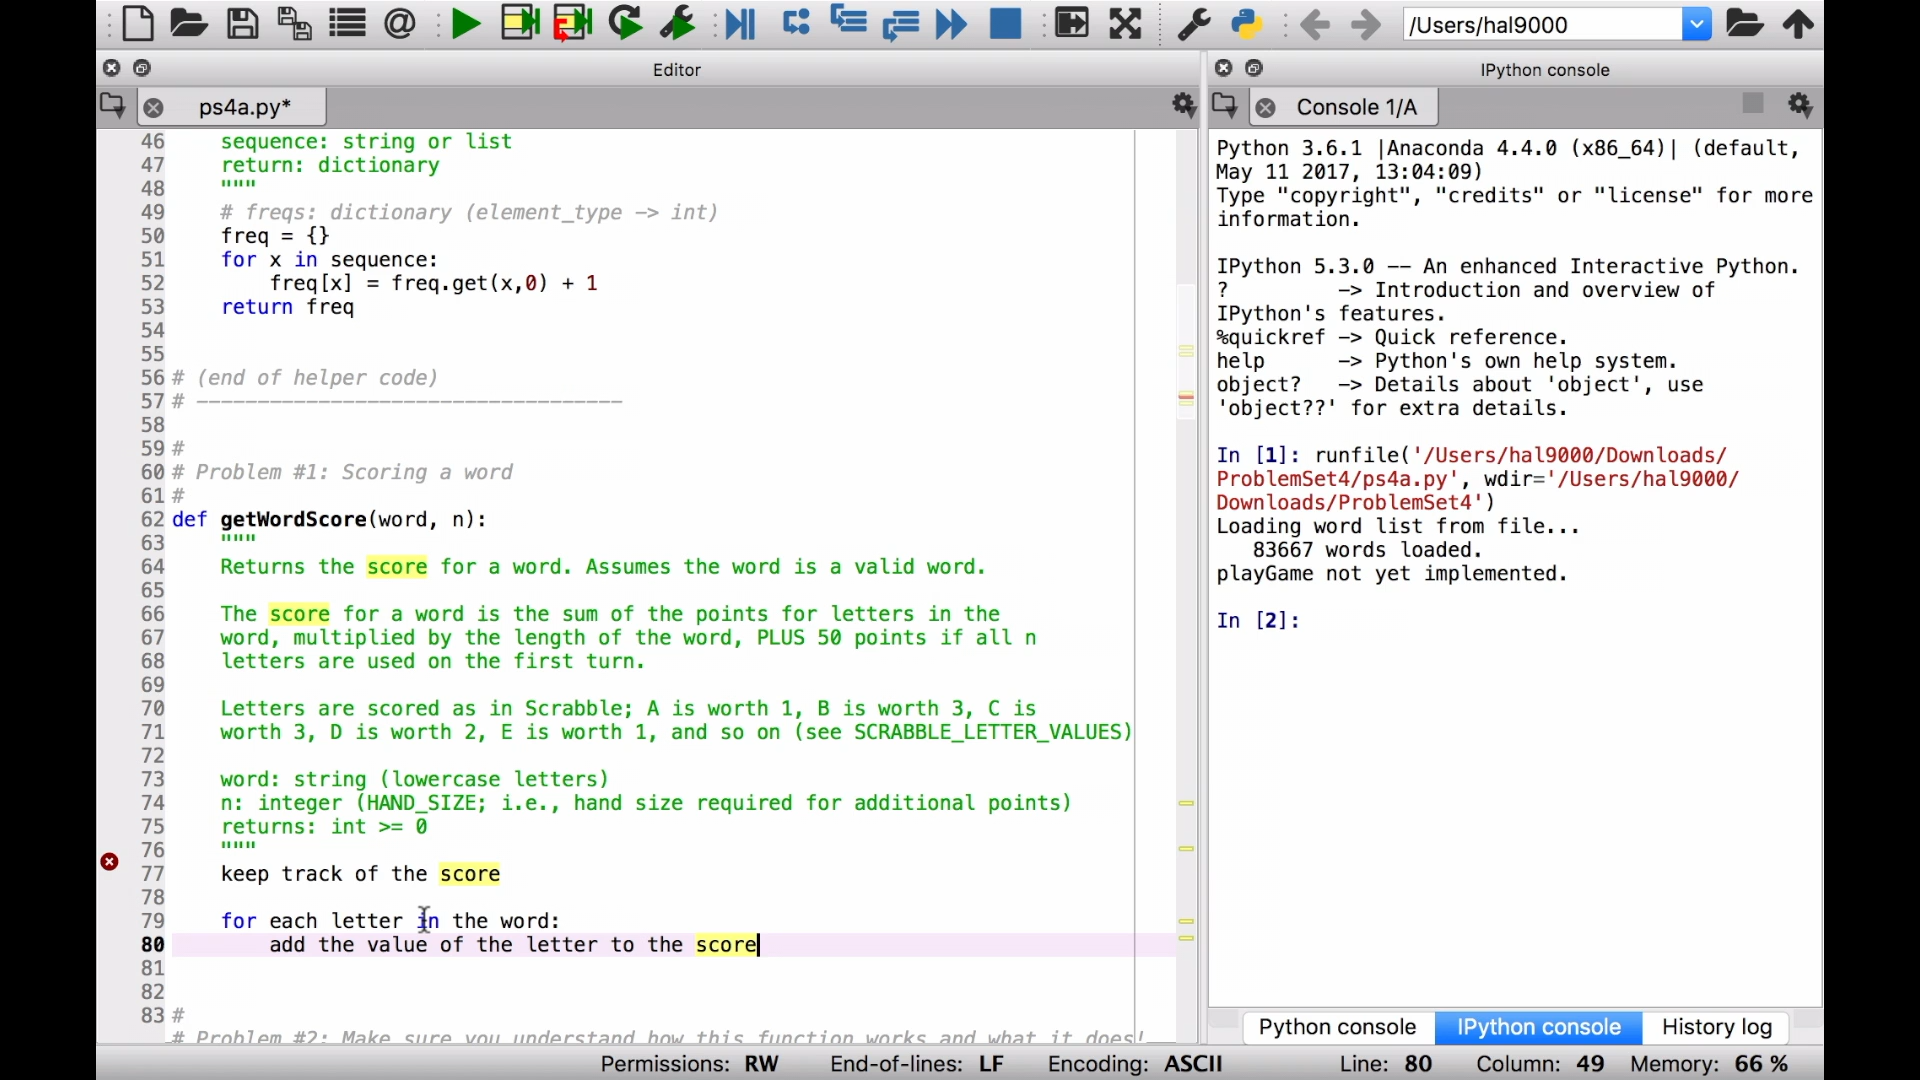 /Users/hal9000
Editor
IPython console
ps4a.py*
Console 1/A
46 sequence: string or list
47 return: dictionary
48 """
49 # freqs: dictionary (element_type -> int)
50 freq = {}
51 for x in sequence:
52 freq[x] = freq.get(x,0) + 1
53 return freq
54
55
56 # (end of helper code)
57 # -----------------------------------
58
59 #
60 # Problem #1: Scoring a word
61 #
62 def getWordScore(word, n):
63 """
64 Returns the score for a word. Assumes the word is a valid word.
65
66 The score for a word is the sum of the points for letters in the
67 word, multiplied by the length of the word, PLUS 50 points if all n
68 letters are used on the first turn.
69
70 Letters are scored as in Scrabble; A is worth 1, B is worth 3, C is
71 worth 3, D is worth 2, E is worth 1, and so on (see SCRABBLE_LETTER_VALUES)
72
73 word: string (lowercase letters)
74 n: integer (HAND_SIZE; i.e., hand size required for additional points)
75 returns: int >= 0
76 """
77 keep track of the score
78
79 for each letter in the word:
80 add the value of the letter to the score
81
82
83 #
# Problem #2: Make sure you understand how this function works and what it does!
Python 3.6.1 |Anaconda 4.4.0 (x86_64)| (default,
May 11 2017, 13:04:09)
Type "copyright", "credits" or "license" for more
information.
IPython 5.3.0 -- An enhanced Interactive Python.
? -> Introduction and overview of
IPython's features.
%quickref -> Quick reference.
help -> Python's own help system.
object? -> Details about 'object', use
'object??' for extra details.
In [1]: runfile('/Users/hal9000/Downloads/
ProblemSet4/ps4a.py', wdir='/Users/hal9000/
Downloads/ProblemSet4')
Loading word list from file...
83667 words loaded.
playGame not yet implemented.
In [2]:
Python console
IPython console
History log
Permissions: RW End-of-lines: LF Encoding: ASCII Line: 80 Column: 49 Memory: 66 %